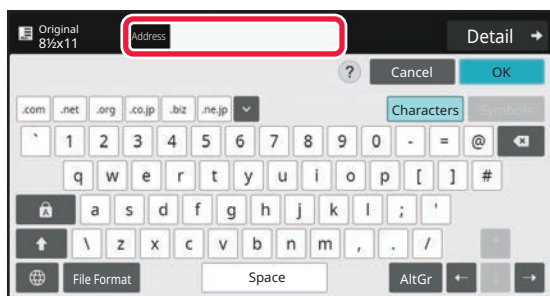 Original
8½x11
Address
Detail
? Cancel OK
.com .net .org .co.jp .biz .ne.jp Characters Symbols
` 1 2 3 4 5 6 7 8 9 0 - = @
q w e r t y u i o p [ ] #
A a s d f g h j k l ; '
\ z x c v b n m , . /
File Format Space AltGr